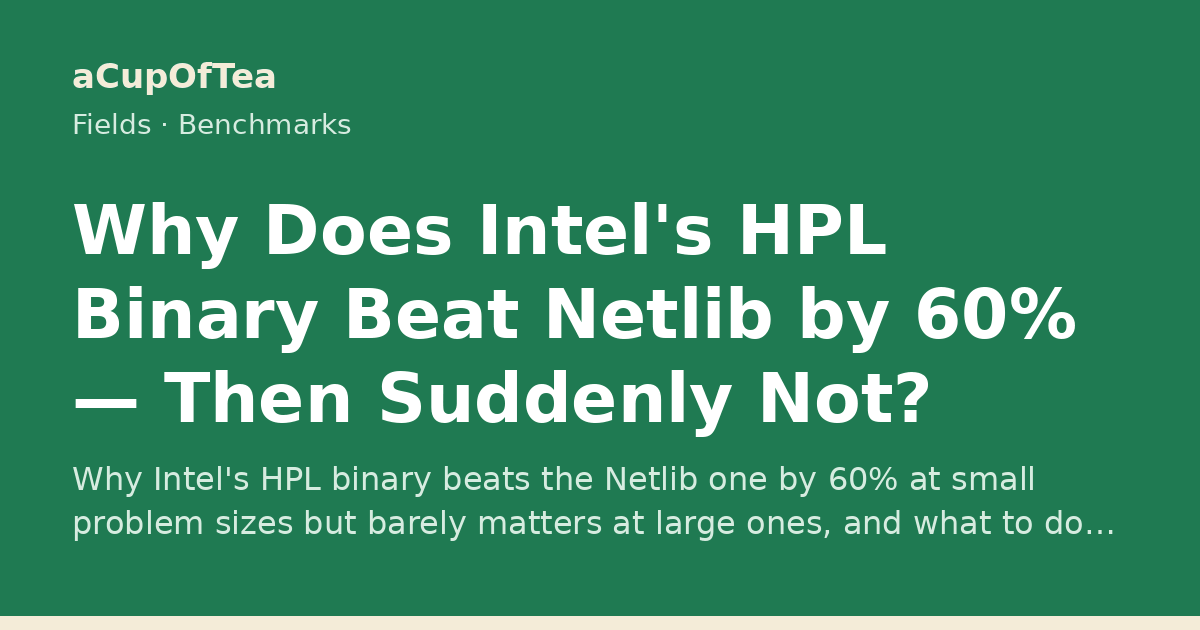 aCupOfTea
Fields · Benchmarks
Why Does Intel's HPL
Binary Beat Netlib by 60%
— Then Suddenly Not?
Why Intel's HPL binary beats the Netlib one by 60% at small
problem sizes but barely matters at large ones, and what to do…